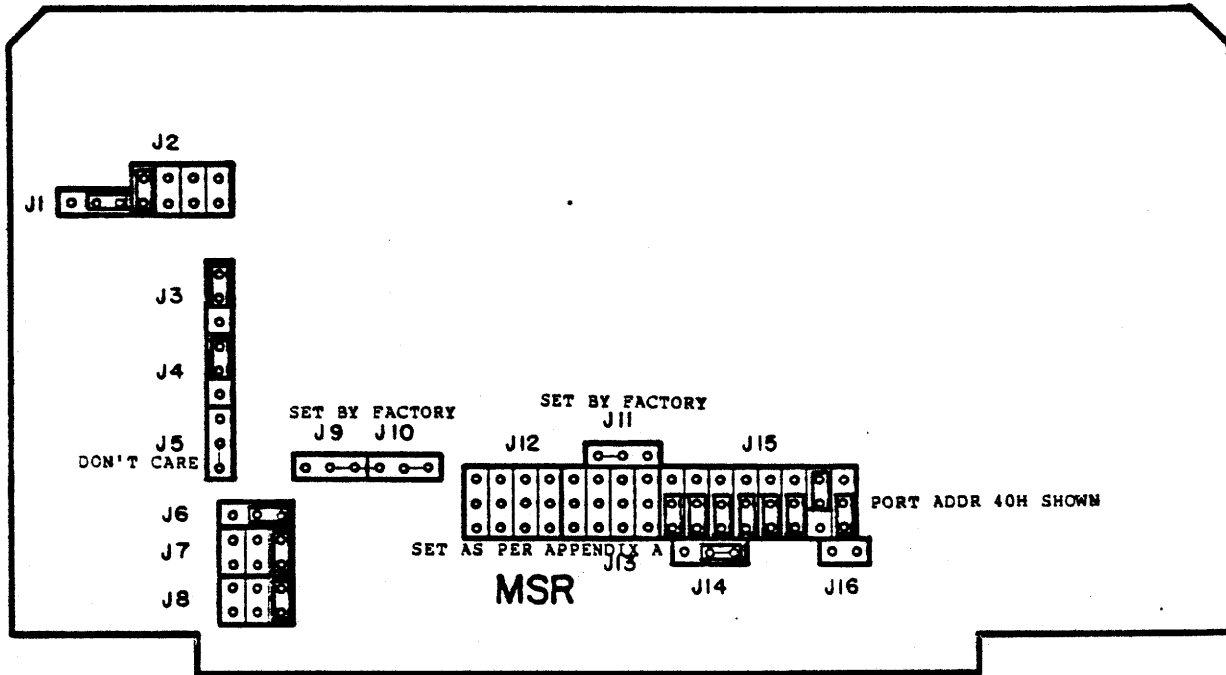 J2
J1
J3
J4
J5
DON'T CARE
SET BY FACTORY
J9 J10
SET BY FACTORY
J11
J12
J15
PORT ADDR 40H SHOWN
J6
J7
J8
SET AS PER APPENDIX A
J13
J14
J16
MSR